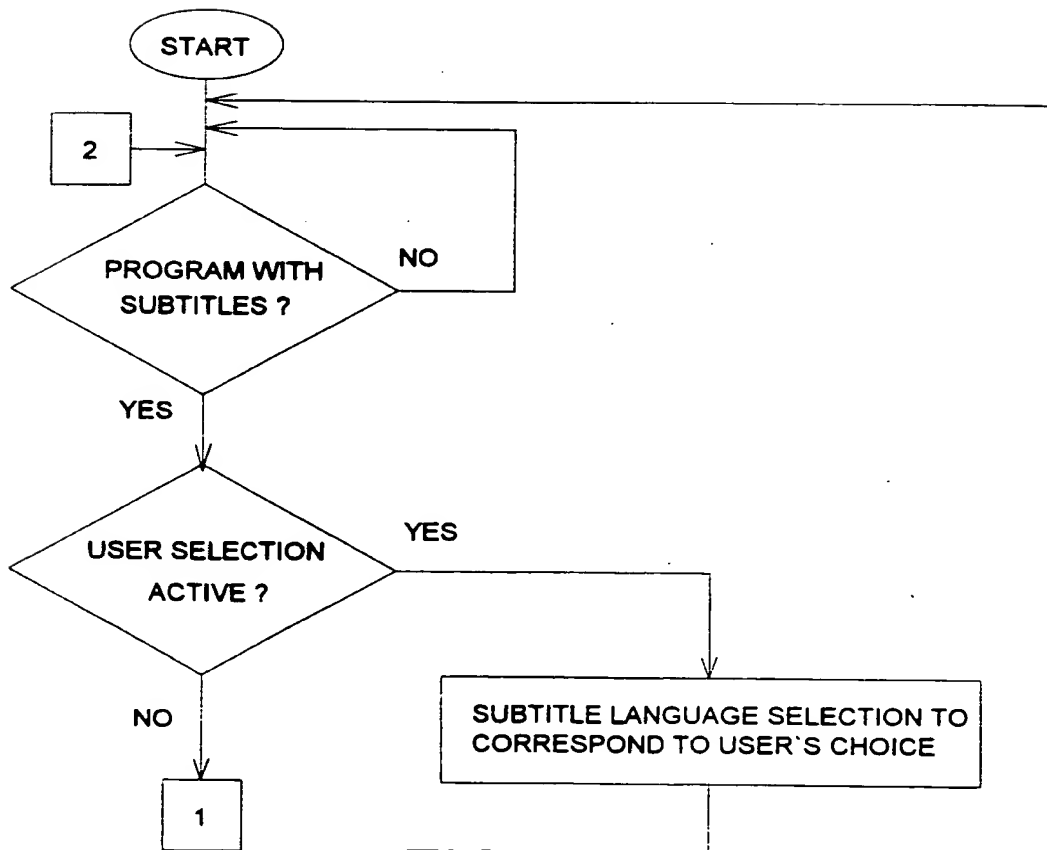 START
2
PROGRAM WITH
SUBTITLES ?
NO
YES
USER SELECTION
ACTIVE ?
YES
NO
SUBTITLE LANGUAGE SELECTION TO
CORRESPOND TO USER`S CHOICE
1